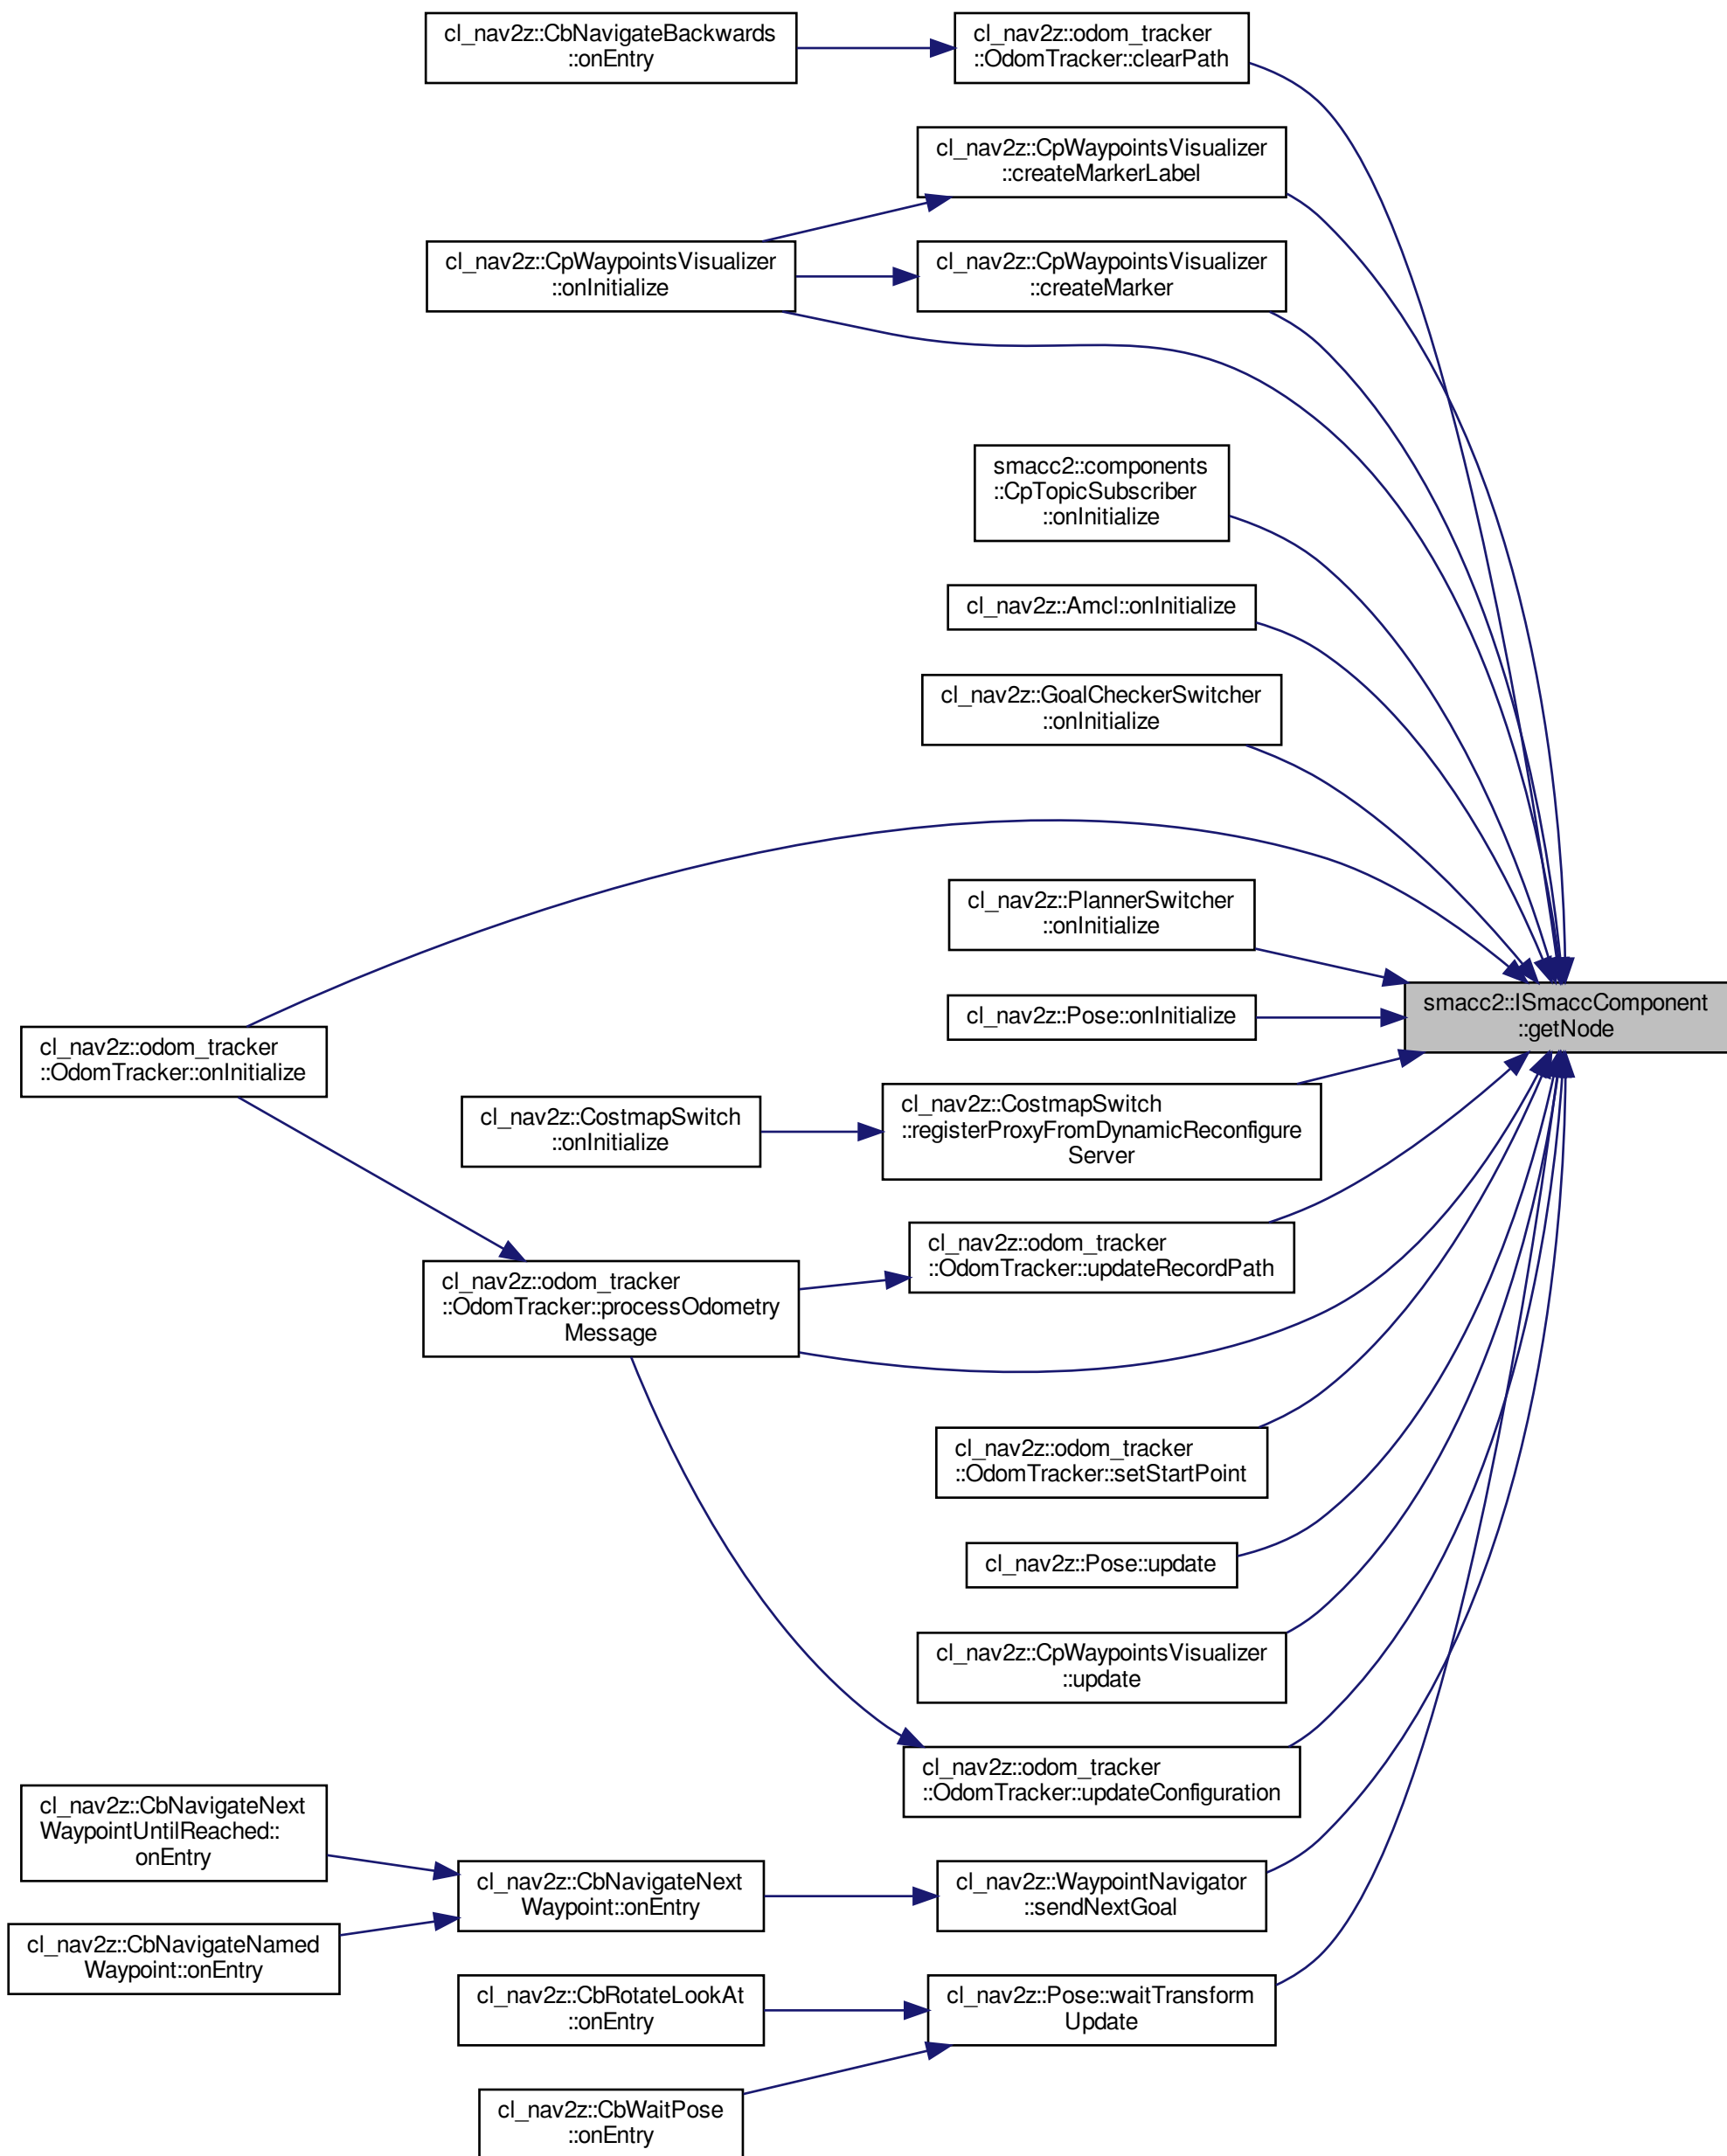 cl_nav2z::CbNavigateBackwards
::onEntry
cl_nav2z::odom_tracker
::OdomTracker::clearPath
cl_nav2z::CpWaypointsVisualizer
::createMarkerLabel
cl_nav2z::CpWaypointsVisualizer
::onInitialize
cl_nav2z::CpWaypointsVisualizer
::createMarker
smacc2::components
::CpTopicSubscriber
::onInitialize
cl_nav2z::Amcl::onInitialize
cl_nav2z::GoalCheckerSwitcher
::onInitialize
cl_nav2z::PlannerSwitcher
::onInitialize
cl_nav2z::Pose::onInitialize
smacc2::ISmaccComponent
::getNode
cl_nav2z::odom_tracker
::OdomTracker::onInitialize
cl_nav2z::CostmapSwitch
::onInitialize
cl_nav2z::CostmapSwitch
::registerProxyFromDynamicReconfigure
Server
cl_nav2z::odom_tracker
::OdomTracker::updateRecordPath
cl_nav2z::odom_tracker
::OdomTracker::processOdometry
Message
cl_nav2z::odom_tracker
::OdomTracker::setStartPoint
cl_nav2z::Pose::update
cl_nav2z::CpWaypointsVisualizer
::update
cl_nav2z::odom_tracker
::OdomTracker::updateConfiguration
cl_nav2z::CbNavigateNext
WaypointUntilReached::
onEntry
cl_nav2z::CbNavigateNext
Waypoint::onEntry
cl_nav2z::WaypointNavigator
::sendNextGoal
cl_nav2z::CbNavigateNamed
Waypoint::onEntry
cl_nav2z::CbRotateLookAt
::onEntry
cl_nav2z::Pose::waitTransform
Update
cl_nav2z::CbWaitPose
::onEntry